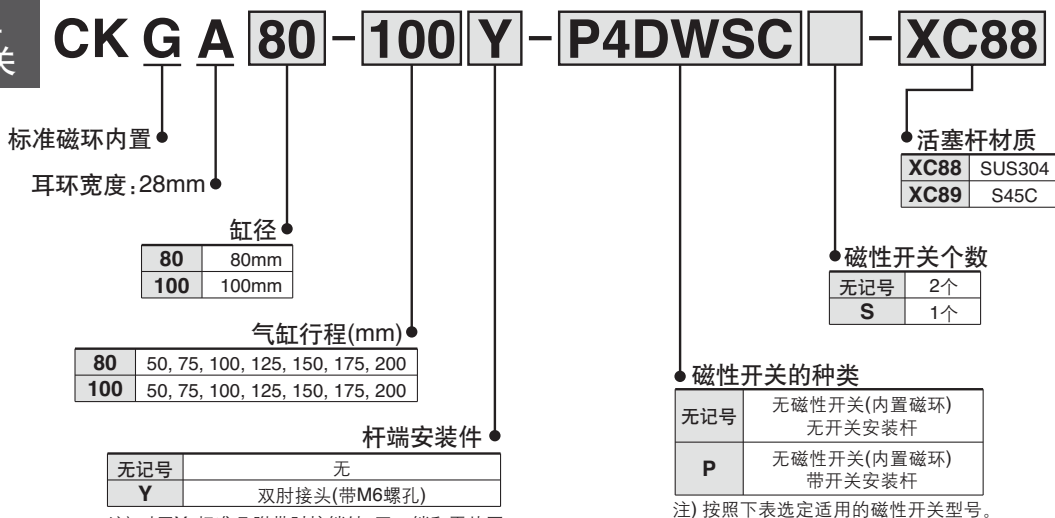 关
CK G A 80 - 100 Y - P4DWSC - XC88
标准磁环内置
耳环宽度:28mm
缸径
80 80mm
100 100mm
气缸行程(mm)
80 50, 75, 100, 125, 150, 175, 200
100 50, 75, 100, 125, 150, 175, 200
杆端安装件
无记号 无
Y 双肘接头(带M6螺孔)
活塞杆材质
XC88 SUS304
XC89 S45C
磁性开关个数
无记号 2个
S 1个
磁性开关的种类
无记号 无磁性开关(内置磁环)
无开关安装杆
P 无磁性开关(内置磁环)
带开关安装杆
注) 按照下表选定适用的磁性开关型号。